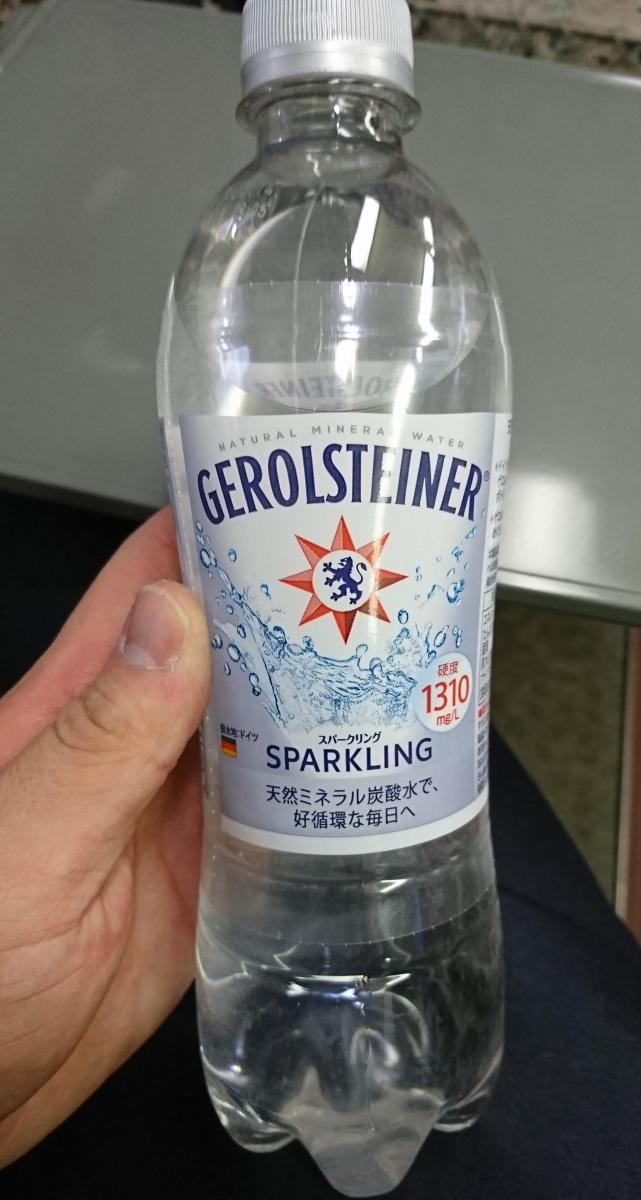 NATURAL MINERAL WATER
GEROLSTEINER®
硬度
1310
mg/L
採水地:ドイツ
スパークリング
SPARKLING
天然ミネラル炭酸水で、
好循環な毎日へ